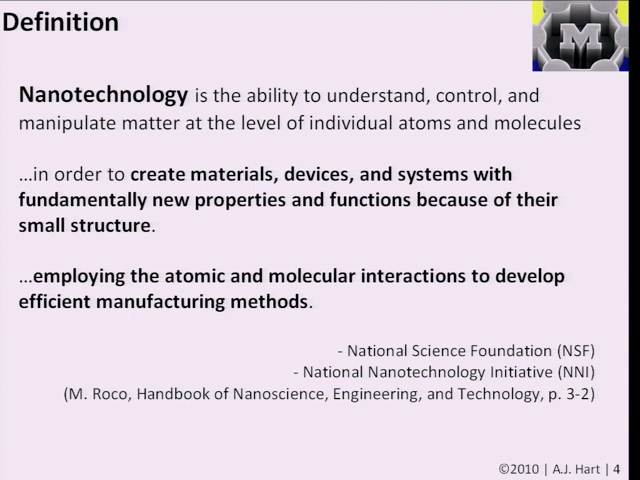 Definition
M
Nanotechnology is the ability to understand, control, and
manipulate matter at the level of individual atoms and molecules
…in order to create materials, devices, and systems with
fundamentally new properties and functions because of their
small structure.
…employing the atomic and molecular interactions to develop
efficient manufacturing methods.
- National Science Foundation (NSF)
- National Nanotechnology Initiative (NNI)
(M. Roco, Handbook of Nanoscience, Engineering, and Technology, p. 3-2)
©2010 | A.J. Hart | 4